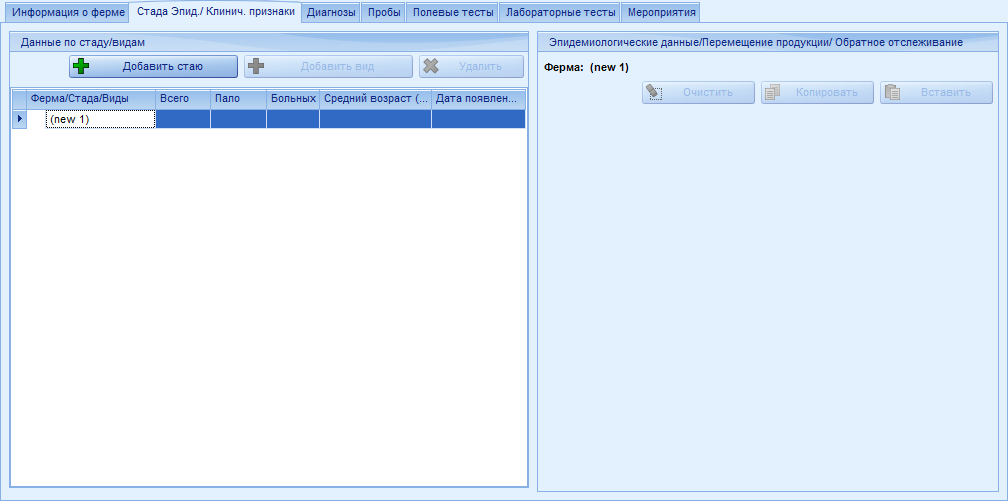 Информация о ферме Стада Эпид./ Клинич. признаки Диагнозы Пробы Полевые тесты Лабораторные тесты Мероприятия
Данные по стаду/видам
Добавить стаю Добавить вид Удалить
Ферма/Стада/Виды Всего Пало Больных Средний возраст (... Дата появлен...
(new 1)
Эпидемиологические данные/Перемещение продукции/ Обратное отслеживание
Ферма: (new 1)
Очистить Копировать Вставить